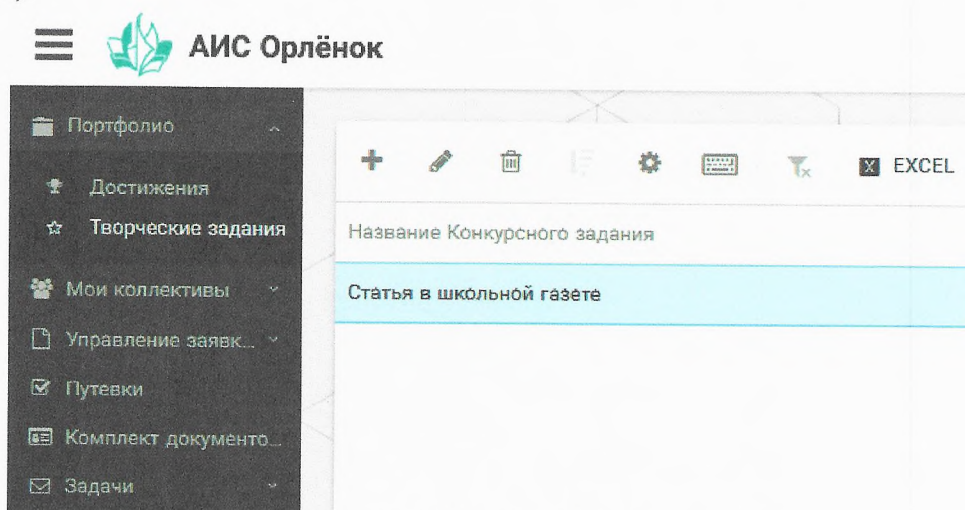 АИС Орлёнок
Портфолио
Достижения
Творческие задания
Мои коллективы
Управление заявк...
Путевки
Комплект документо...
Задачи
EXCEL
Название Конкурсного задания
Статья в школьной газете